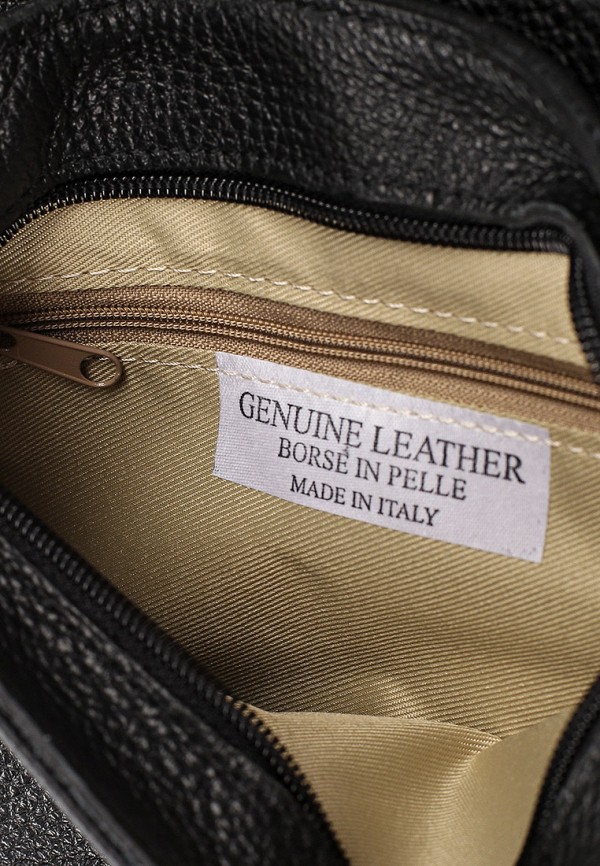 GENUINE LEATHER
BORSE IN PELLE
MADE IN ITALY